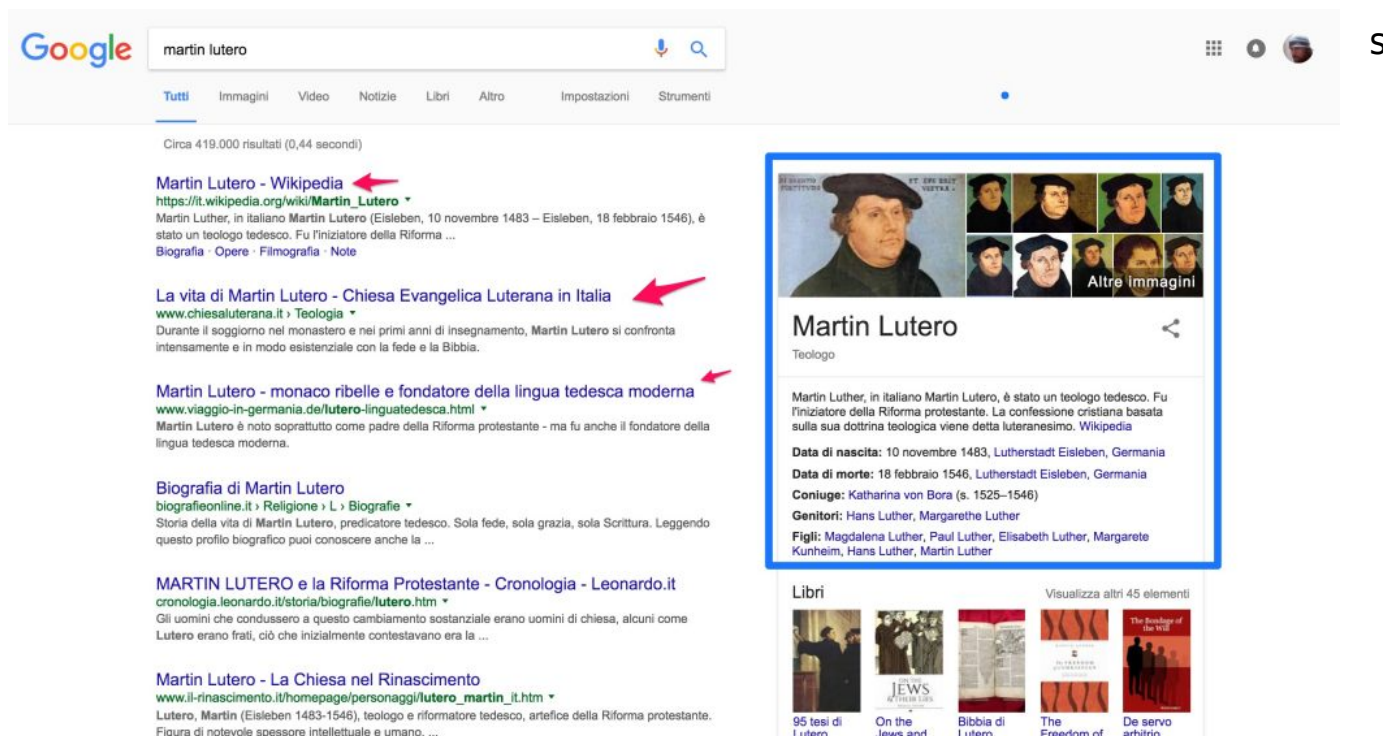 Google
martin lutero
S
Tutti Immagini Video Notizie Libri Altro Impostazioni Strumenti
Circa 419.000 risultati (0,44 secondi)
Martin Lutero - Wikipedia
https://it.wikipedia.org/wiki/Martin_Lutero
Martin Luther, in italiano Martin Lutero (Eisleben, 10 novembre 1483 – Eisleben, 18 febbraio 1546), è
stato un teologo tedesco. Fu l'iniziatore della Riforma ...
Biografia · Opere · Filmografia · Note
La vita di Martin Lutero - Chiesa Evangelica Luterana in Italia
www.chiesaluterana.it › Teologia
Durante il soggiorno nel monastero e nei primi anni di insegnamento, Martin Lutero si confronta
intensamente e in modo esistenziale con la fede e la Bibbia.
Martin Lutero - monaco ribelle e fondatore della lingua tedesca moderna
www.viaggio-in-germania.de/lutero-linguatedesca.html
Martin Lutero è noto soprattutto come padre della Riforma protestante - ma fu anche il fondatore della
lingua tedesca moderna.
Biografia di Martin Lutero
biografieonline.it › Religione › L › Biografie
Storia della vita di Martin Lutero, predicatore tedesco. Sola fede, sola grazia, sola Scrittura. Leggendo
questo profilo biografico puoi conoscere anche la ...
MARTIN LUTERO e la Riforma Protestante - Cronologia - Leonardo.it
cronologia.leonardo.it/storia/biografie/lutero.htm
Gli uomini che condussero a questo cambiamento sostanziale erano uomini di chiesa, alcuni come
Lutero erano frati, ciò che inizialmente contestavano era la ...
Martin Lutero - La Chiesa nel Rinascimento
www.il-rinascimento.it/homepage/personaggi/lutero_martin_it.htm
Lutero, Martin (Eisleben 1483-1546), teologo e riformatore tedesco, artefice della Riforma protestante.
Figura di notevole spessore intellettuale e umano, ...
Altre immagini
Martin Lutero
Teologo
Martin Luther, in italiano Martin Lutero, è stato un teologo tedesco. Fu
l'iniziatore della Riforma protestante. La confessione cristiana basata
sulla sua dottrina teologica viene detta luteranesimo. Wikipedia
Data di nascita: 10 novembre 1483, Lutherstadt Eisleben, Germania
Data di morte: 18 febbraio 1546, Lutherstadt Eisleben, Germania
Coniuge: Katharina von Bora (s. 1525–1546)
Genitori: Hans Luther, Margarethe Luther
Figli: Magdalena Luther, Paul Luther, Elisabeth Luther, Margarete
Kunheim, Hans Luther, Martin Luther
Libri Visualizza altri 45 elementi
ON THE
JEWS
& THEIR LIES
The Bondage of
the Will
95 tesi di On the Bibbia di The De servo
Lutero Jews and Lutero Freedom of arbitrio